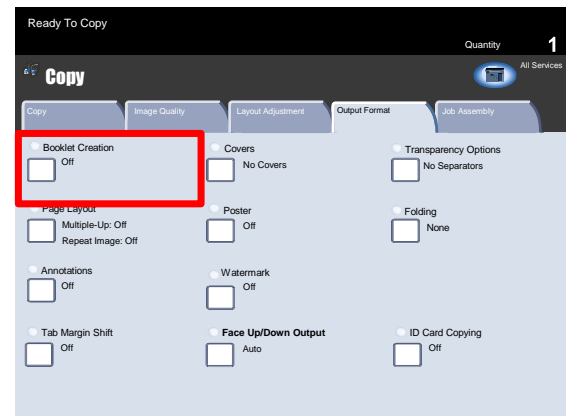 Ready To Copy
Quantity 1
Copy
All Services
Copy
Image Quality
Layout Adjustment
Output Format
Job Assembly
Booklet Creation
Off
Covers
No Covers
Transparency Options
No Separators
Page Layout
Multiple-Up: Off
Repeat Image: Off
Poster
Off
Folding
None
Annotations
Off
Watermark
Off
Tab Margin Shift
Off
Face Up/Down Output
Auto
ID Card Copying
Off